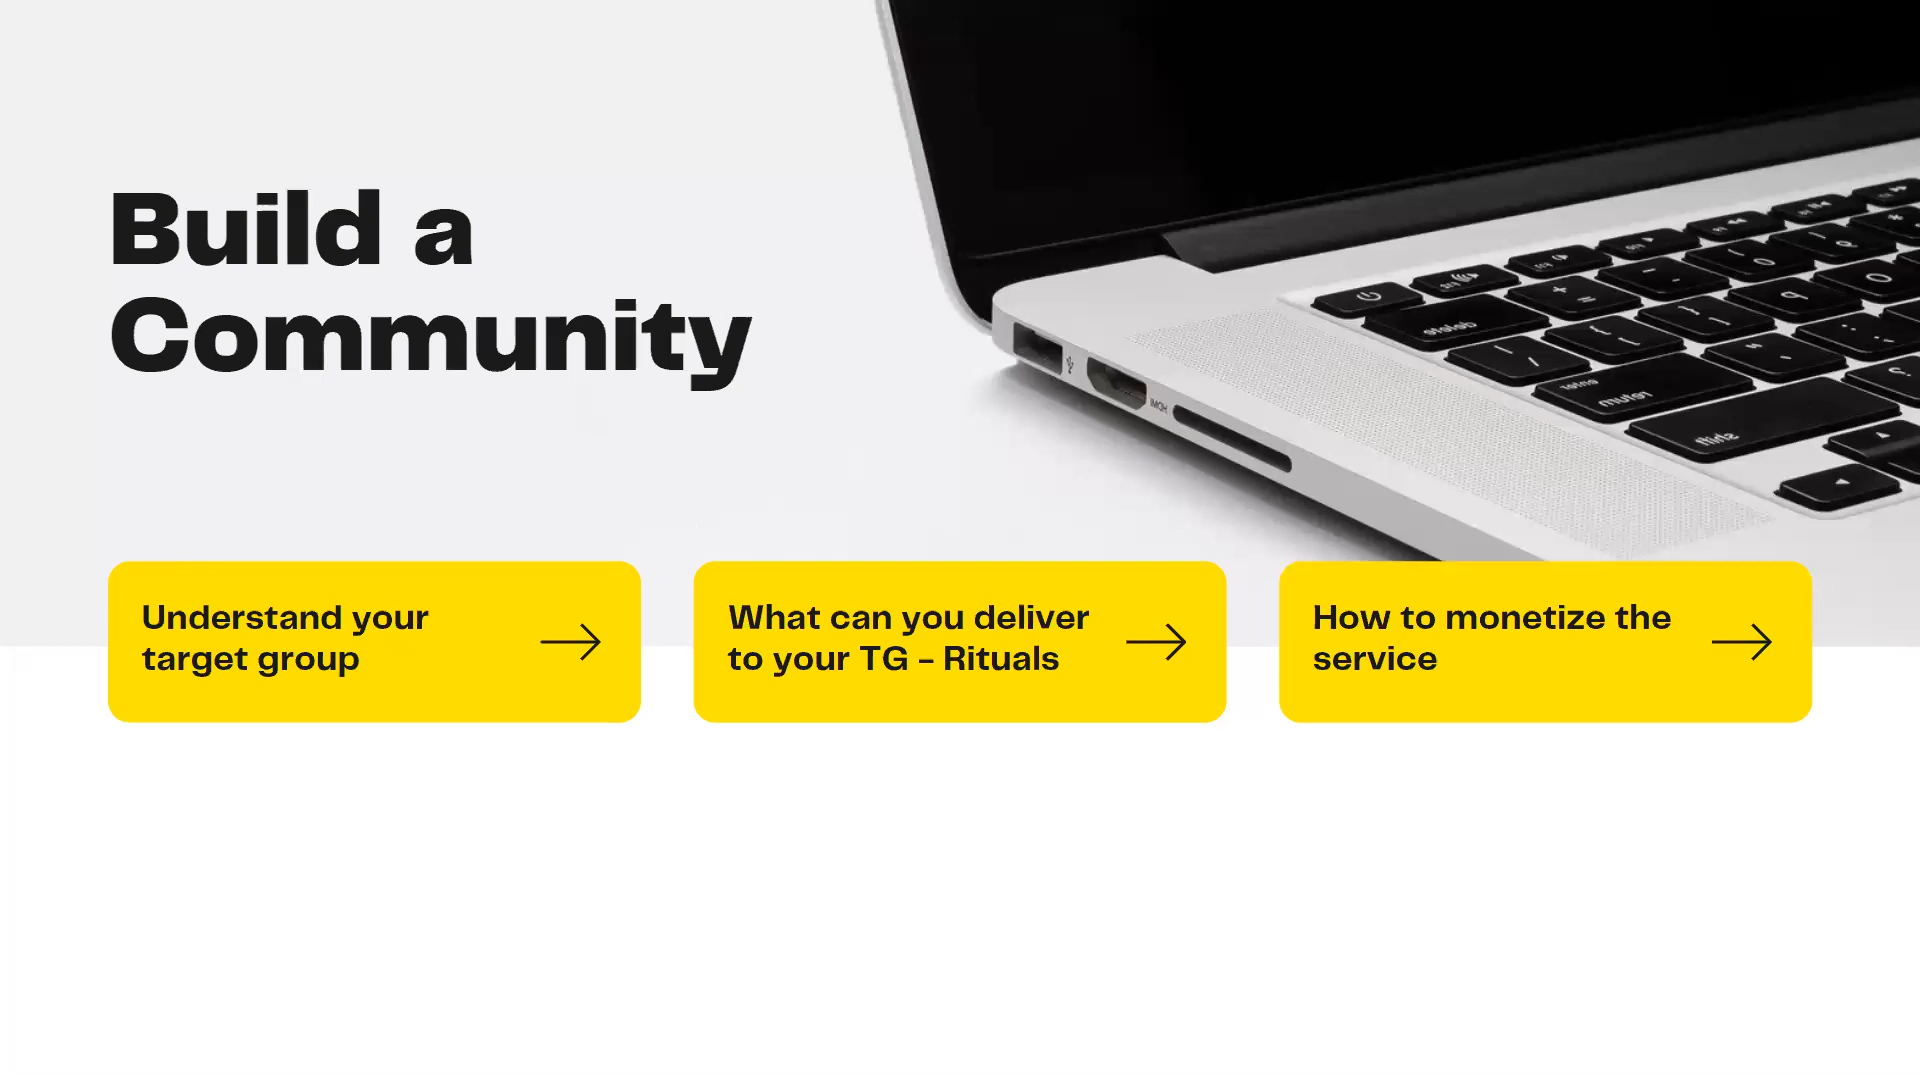 Build a
Community
Understand your
target group
What can you deliver
to your TG - Rituals
How to monetize the
service